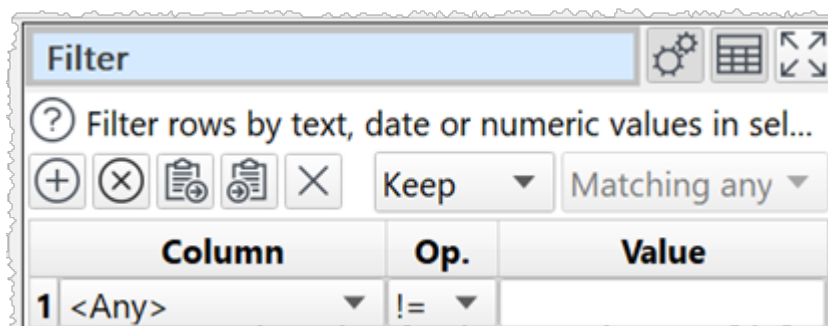 Filter
Filter rows by text, date or numeric values in sel...
Keep Matching any
Column Op. Value
1 <Any> !=